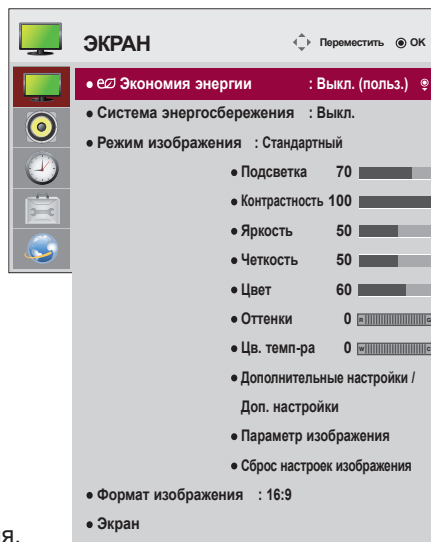 ЭКРАН Переместить OK
• Экономия энергии : Выкл. (польз.)
• Система энергосбережения : Выкл.
• Режим изображения : Стандартный
• Подсветка 70
• Контрастность 100
• Яркость 50
• Четкость 50
• Цвет 60
• Оттенки 0 R G
• Цв. темп-ра 0 W C
• Дополнительные настройки /
Доп. настройки
• Параметр изображения
• Сброс настроек изображения
• Формат изображения : 16:9
• Экран
я.